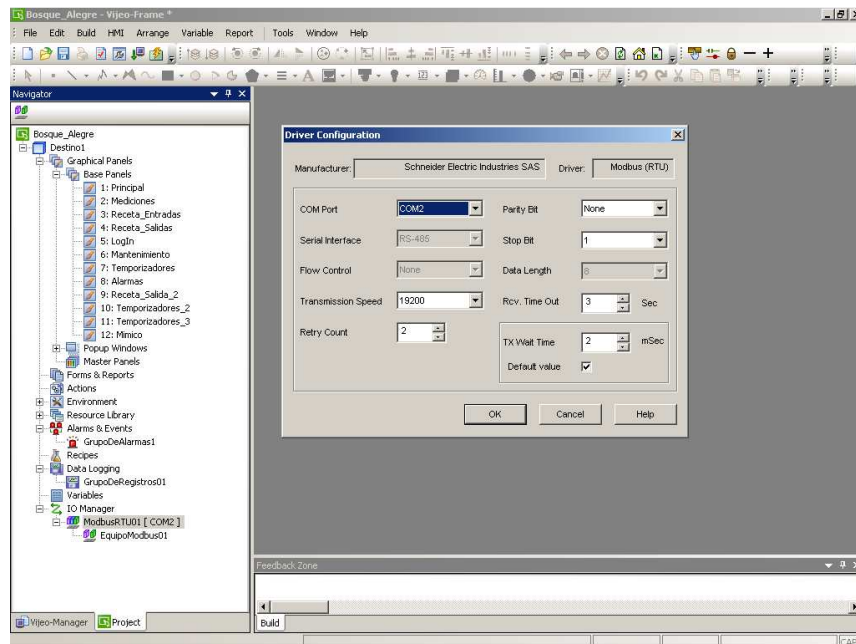 Bosque_Alegre - Vijeo-Frame *
File Edit Build HMI Arrange Variable Report Tools Window Help
Navigator
Bosque_Alegre
Destino1
Graphical Panels
Base Panels
1: Principal
2: Mediciones
3: Receta_Entradas
4: Receta_Salidas
5: LogIn
6: Mantenimiento
7: Temporizadores
8: Alarmas
9: Receta_Salida_2
10: Temporizadores_2
11: Temporizadores_3
12: Mimico
Popup Windows
Master Panels
Forms & Reports
Actions
Environment
Resource Library
Alarms & Events
GrupoDeAlarmas1
Recipes
Data Logging
GrupoDeRegistros01
Variables
IO Manager
ModbusRTU01 [ COM2 ]
EquipoModbus01
Vijeo-Manager Project
Driver Configuration
Manufacturer: Schneider Electric Industries SAS Driver: Modbus (RTU)
COM Port COM2 Parity Bit None
Serial Interface RS-485 Stop Bit 1
Flow Control None Data Length 8
Transmission Speed 19200 Rcv. Time Out 3 Sec
Retry Count 2 TX Wait Time 2 mSec
Default value
OK Cancel Help
Feedback Zone
Build
CAP